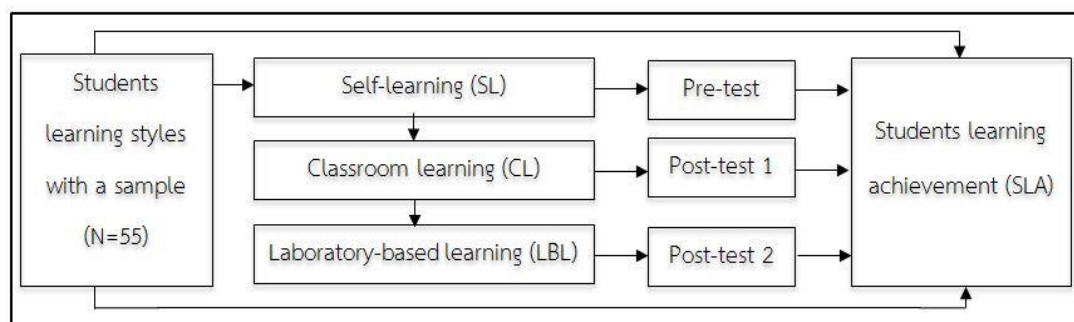 Students
learning styles
with a sample
(N=55)
Self-learning (SL)
Pre-test
Classroom learning (CL)
Post-test 1
Laboratory-based learning (LBL)
Post-test 2
Students learning
achievement (SLA)